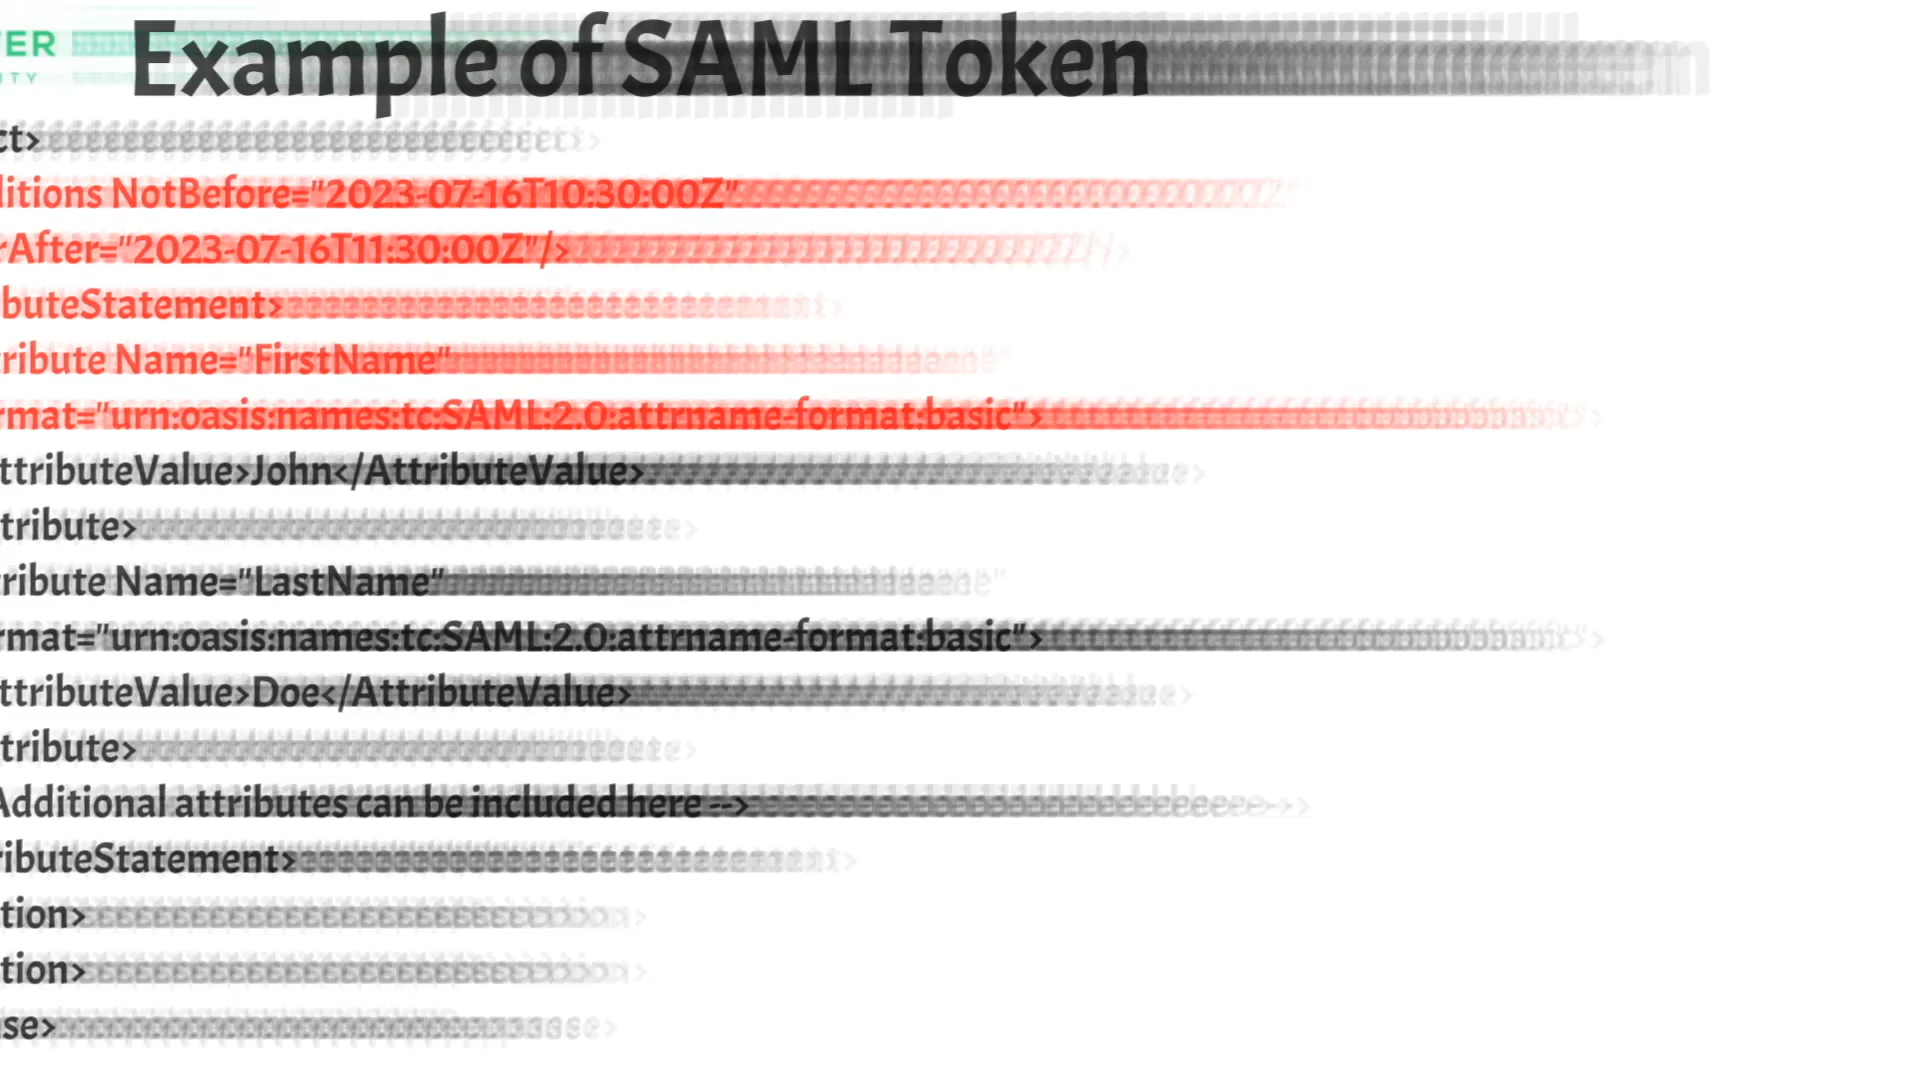 ER
ITY
Example of SAML Token
ct>
ditions NotBefore="2023-07-16T10:30:00Z"
rAfter="2023-07-16T11:30:00Z"/>
buteStatement>
ribute Name="FirstName"
rmat="urn:oasis:names:tc:SAML:2.0:attrname-format:basic">
ttributeValue>John</AttributeValue>
tribute>
ribute Name="LastName"
rmat="urn:oasis:names:tc:SAML:2.0:attrname-format:basic">
ttributeValue>Doe</AttributeValue>
tribute>
Additional attributes can be included here -->
ributeStatement>
tion>
tion>
se>